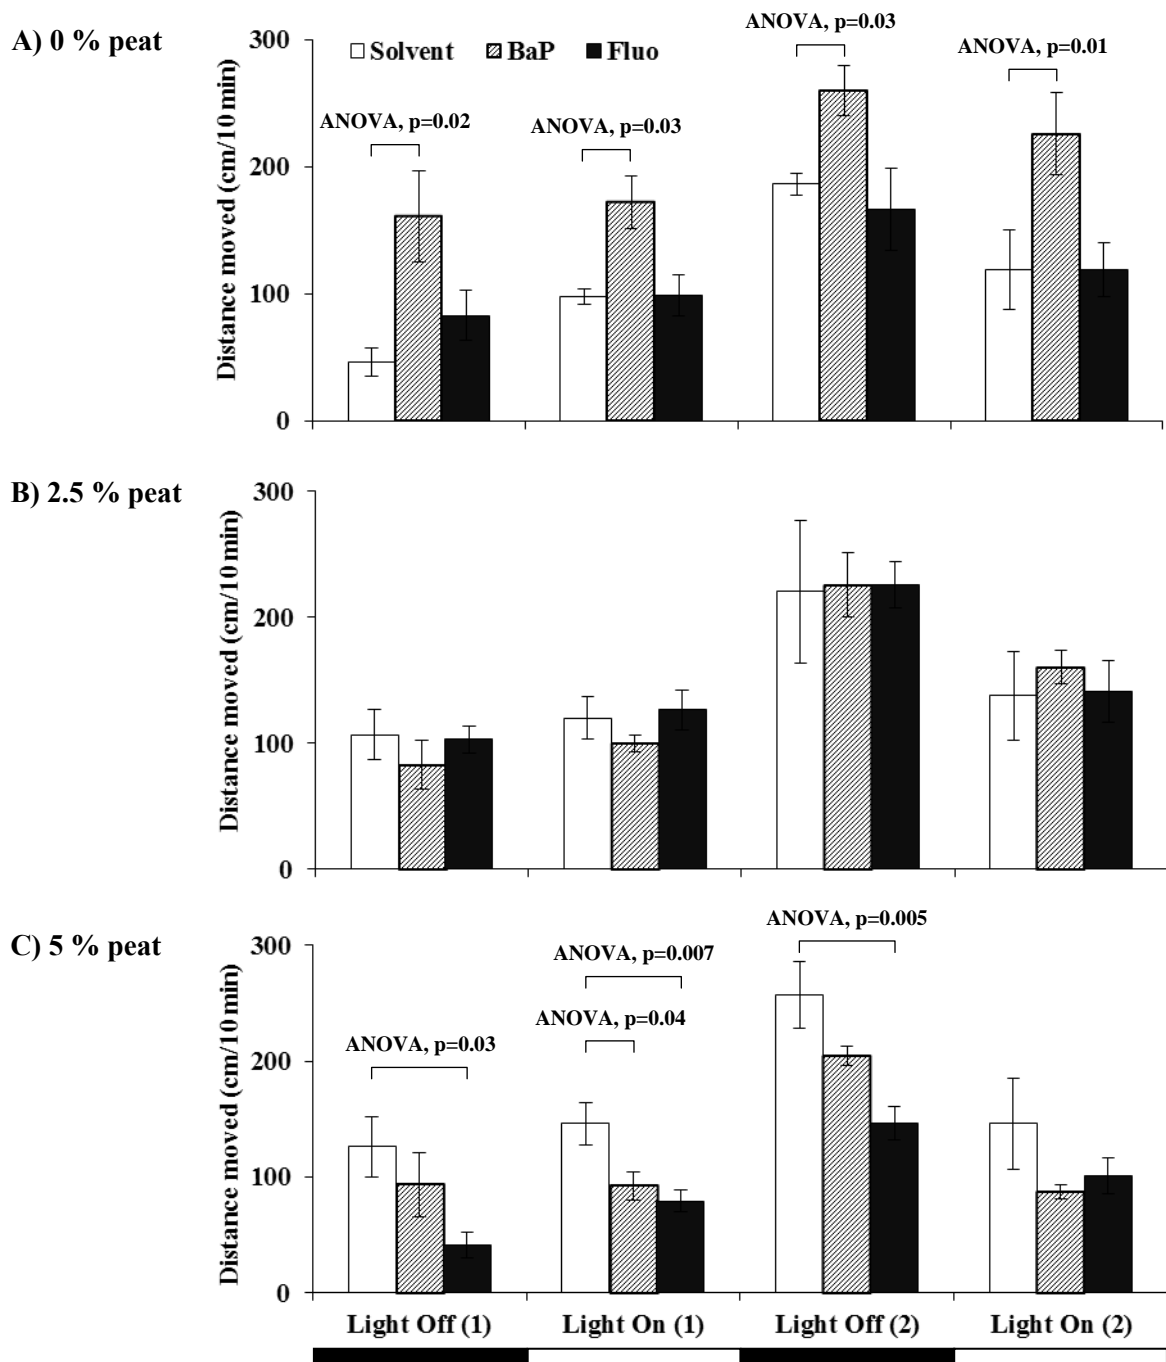 A) 0 % peat
Distance moved (cm/10 min)
300
200
100
0
Solvent BaP Fluo
ANOVA, p=0.02
ANOVA, p=0.03
ANOVA, p=0.03
ANOVA, p=0.01
B) 2.5 % peat
Distance moved (cm/10 min)
300
200
100
0
C) 5 % peat
Distance moved (cm/10 min)
300
200
100
0
ANOVA, p=0.03
ANOVA, p=0.007
ANOVA, p=0.04
ANOVA, p=0.005
Light Off (1) Light On (1) Light Off (2) Light On (2)